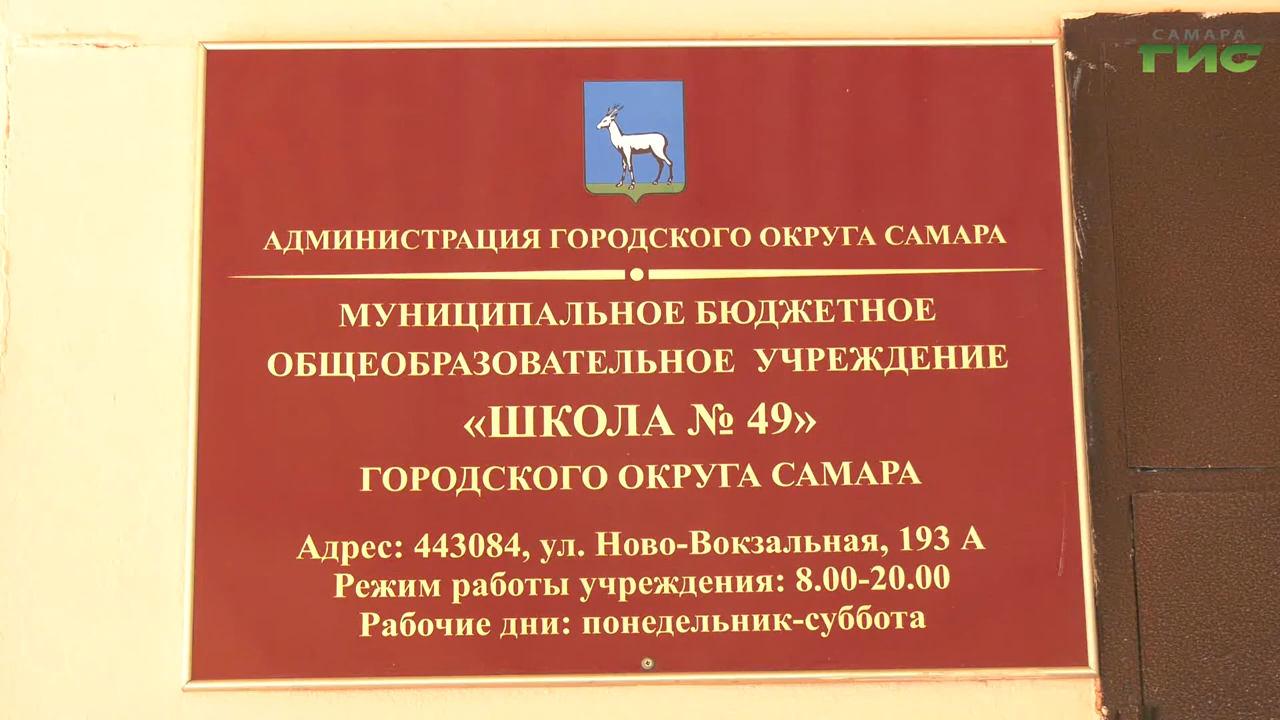 САМАРА
ГИС
АДМИНИСТРАЦИЯ ГОРОДСКОГО ОКРУГА САМАРА
МУНИЦИПАЛЬНОЕ БЮДЖЕТНОЕ
ОБЩЕОБРАЗОВАТЕЛЬНОЕ УЧРЕЖДЕНИЕ
«ШКОЛА № 49»
ГОРОДСКОГО ОКРУГА САМАРА
Адрес: 443084, ул. Ново-Вокзальная, 193 А
Режим работы учреждения: 8.00-20.00
Рабочие дни: понедельник-суббота